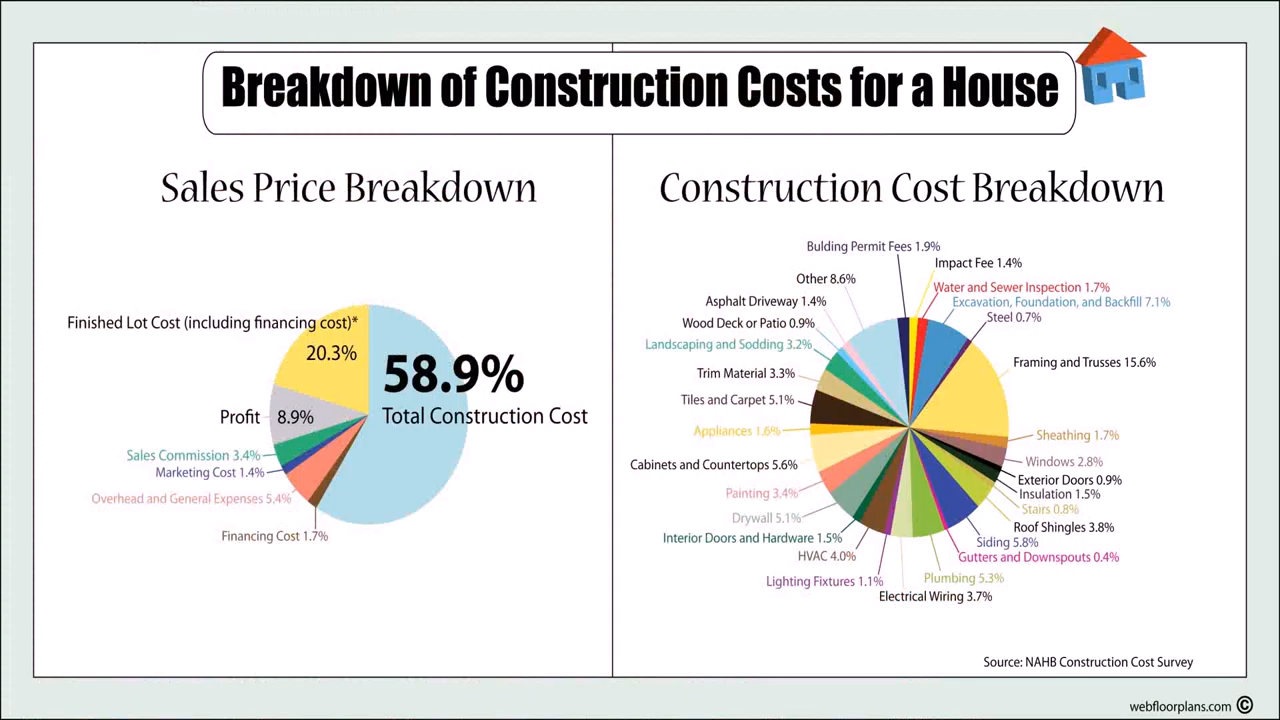 Breakdown of Construction Costs for a House
Sales Price Breakdown
Finished Lot Cost (including financing cost)*
20.3%
58.9%
Total Construction Cost
Profit 8.9%
Sales Commission 3.4%
Marketing Cost 1.4%
Overhead and General Expenses 5.4%
Financing Cost 1.7%
Construction Cost Breakdown
Bulding Permit Fees 1.9%
Impact Fee 1.4%
Water and Sewer Inspection 1.7%
Excavation, Foundation, and Backfill 7.1%
Steel 0.7%
Framing and Trusses 15.6%
Sheathing 1.7%
Windows 2.8%
Exterior Doors 0.9%
Insulation 1.5%
Stairs 0.8%
Roof Shingles 3.8%
Siding 5.8%
Gutters and Downspouts 0.4%
Plumbing 5.3%
Electrical Wiring 3.7%
Lighting Fixtures 1.1%
HVAC 4.0%
Interior Doors and Hardware 1.5%
Drywall 5.1%
Painting 3.4%
Cabinets and Countertops 5.6%
Appliances 1.6%
Tiles and Carpet 5.1%
Trim Material 3.3%
Landscaping and Sodding 3.2%
Wood Deck or Patio 0.9%
Asphalt Driveway 1.4%
Other 8.6%
Source: NAHB Construction Cost Survey
webfloorplans.com ©